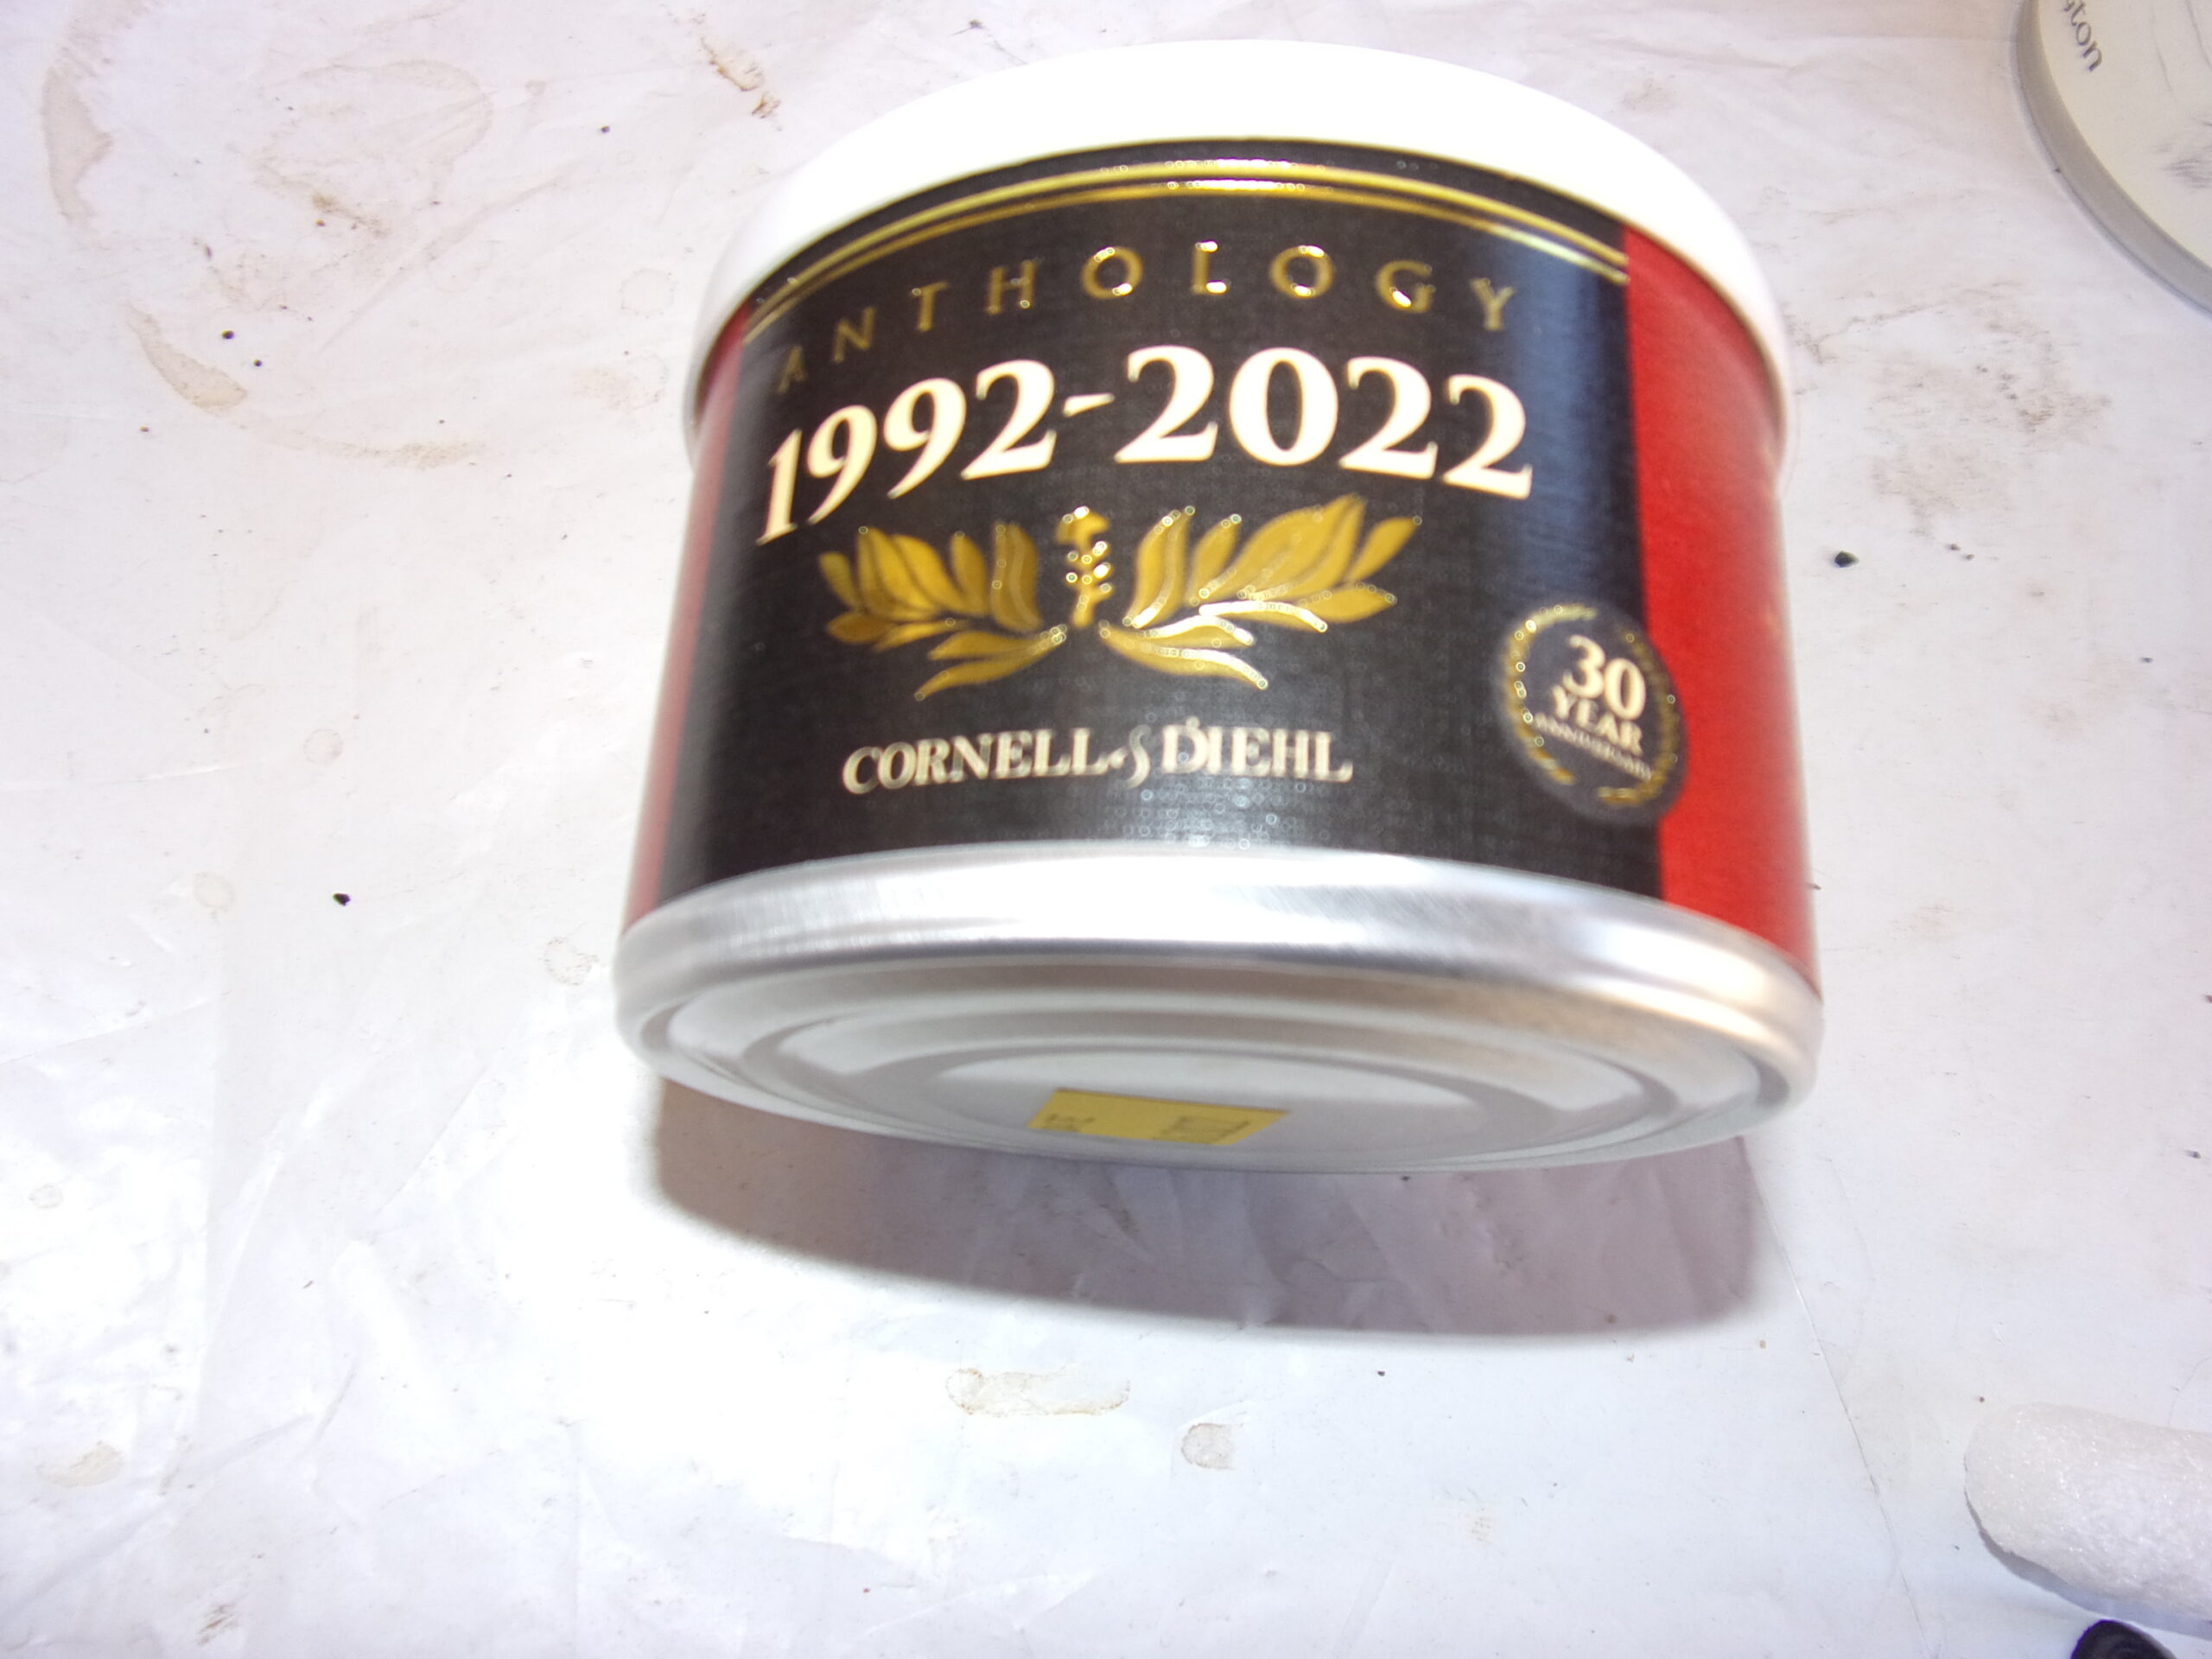 ANTHOLOGY
1992-2022
CORNELL & DIEHL
30
YEAR
ANNIVERSARY